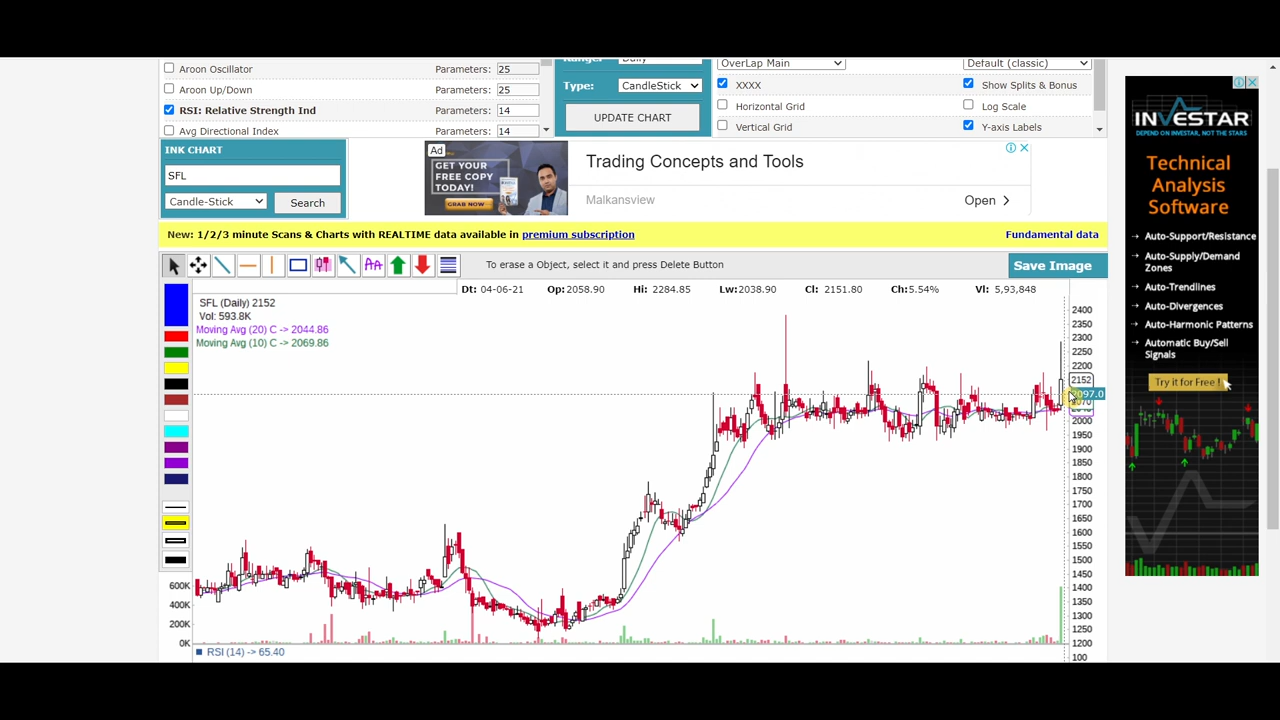 Aroon Oscillator Parameters: 25
OverLap Main
Default (classic)
Aroon Up/Down Parameters: 25
Type: CandleStick
XXXX
Show Splits & Bonus
RSI: Relative Strength Ind Parameters: 14
UPDATE CHART
Horizontal Grid
Log Scale
Avg Directional Index Parameters: 14
Vertical Grid
Y-axis Labels
INK CHART
SFL
Candle-Stick
Search
Ad
GET YOUR
FREE COPY
TODAY!
GRAB NOW
Trading Concepts and Tools
Malkansview
Open
New: 1/2/3 minute Scans & Charts with REALTIME data available in premium subscription
Fundamental data
To erase a Object, select it and press Delete Button
Save Image
Dt: 04-06-21 Op:2058.90 Hi: 2284.85 Lw:2038.90 Cl: 2151.80 Ch:5.54% Vl: 5,93,848
SFL (Daily) 2152
Vol: 593.8K
Moving Avg (20) C -> 2044.86
Moving Avg (10) C -> 2069.86
2400
2350
2300
2250
2200
2152
2097.0
2000
1950
1900
1850
1800
1750
1700
1650
1600
1550
1500
1450
1400
1350
1300
1250
1200
100
600K
400K
200K
0K
RSI (14) -> 65.40
INVESTAR
DEPEND ON INVESTAR, NOT THE STARS
Technical
Analysis
Software
Auto-Support/Resistance
Auto-Supply/Demand
Zones
Auto-Trendlines
Auto-Divergences
Auto-Harmonic Patterns
Automatic Buy/Sell
Signals
Try it for Free !